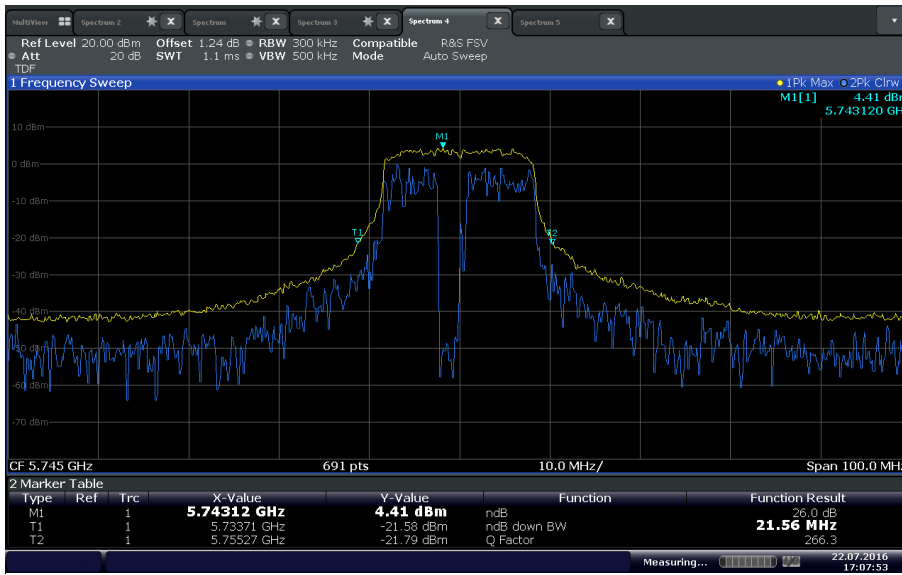 MultiView Spectrum 2 X Spectrum X Spectrum 3 X Spectrum 4 X Spectrum 5 X
Ref Level 20.00 dBm Offset 1.24 dB RBW 300 kHz Compatible R&S FSV
Att 20 dB SWT 1.1 ms VBW 500 kHz Mode Auto Sweep
TDF
1 Frequency Sweep 1Pk Max 2Pk Clrw
M1[1] 4.41 dBm
5.743120 GH
10 dBm
M1
0 dBm
-10 dBm
-20 dBm
T1 T2
-30 dBm
-40 dBm
-50 dBm
-60 dBm
-70 dBm
CF 5.745 GHz 691 pts 10.0 MHz/ Span 100.0 MHz
2 Marker Table
Type Ref Trc X-Value Y-Value Function Function Result
M1 1 5.74312 GHz 4.41 dBm ndB 26.0 dB
T1 1 5.73371 GHz -21.58 dBm ndB down BW 21.56 MHz
T2 1 5.75527 GHz -21.79 dBm Q Factor 266.3
Measuring... 22.07.2016
17:07:53